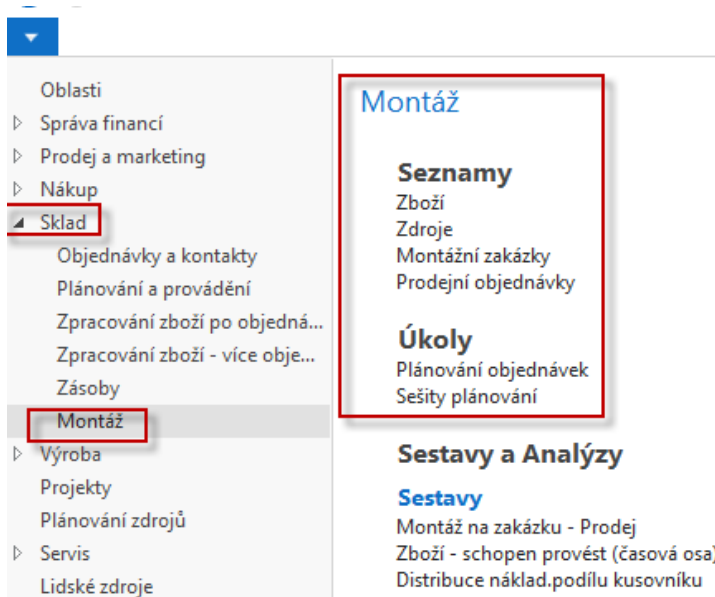 Oblasti
Správa financí
Prodej a marketing
Nákup
Sklad
Objednávky a kontakty
Plánování a provádění
Zpracování zboží po objedná...
Zpracování zboží - více obje...
Zásoby
Montáž
Výroba
Projekty
Plánování zdrojů
Servis
Lidské zdroje
Montáž
Seznamy
Zboží
Zdroje
Montážní zakázky
Prodejní objednávky
Úkoly
Plánování objednávek
Sešity plánování
Sestavy a Analýzy
Sestavy
Montáž na zakázku - Prodej
Zboží - schopen provést (časová osa)
Distribuce náklad.podílu kusovníku